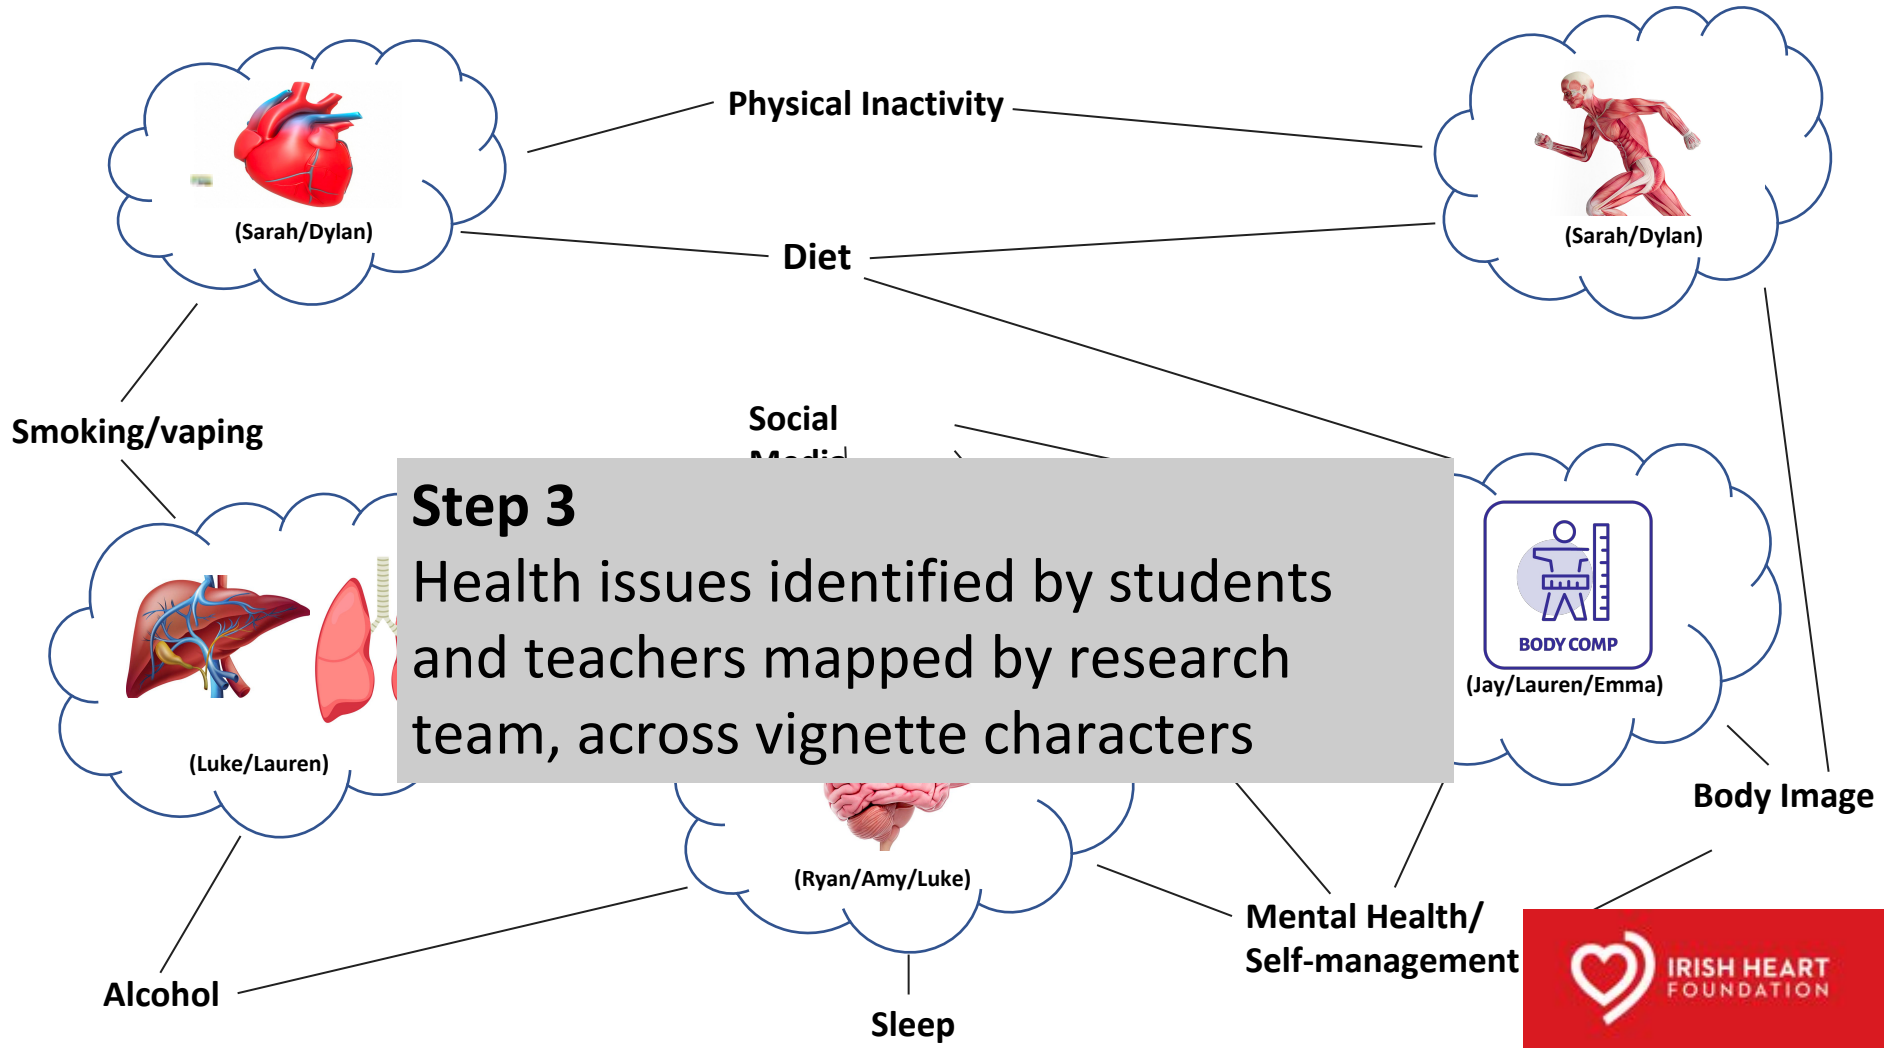 Physical Inactivity
(Sarah/Dylan)
(Sarah/Dylan)
Diet
Smoking/vaping
Social
Step 3
Health issues identified by students
and teachers mapped by research
team, across vignette characters
BODY COMP
(Jay/Lauren/Emma)
(Luke/Lauren)
Body Image
(Ryan/Amy/Luke)
Mental Health/
Self-management
Alcohol
Sleep
IRISH HEART
FOUNDATION